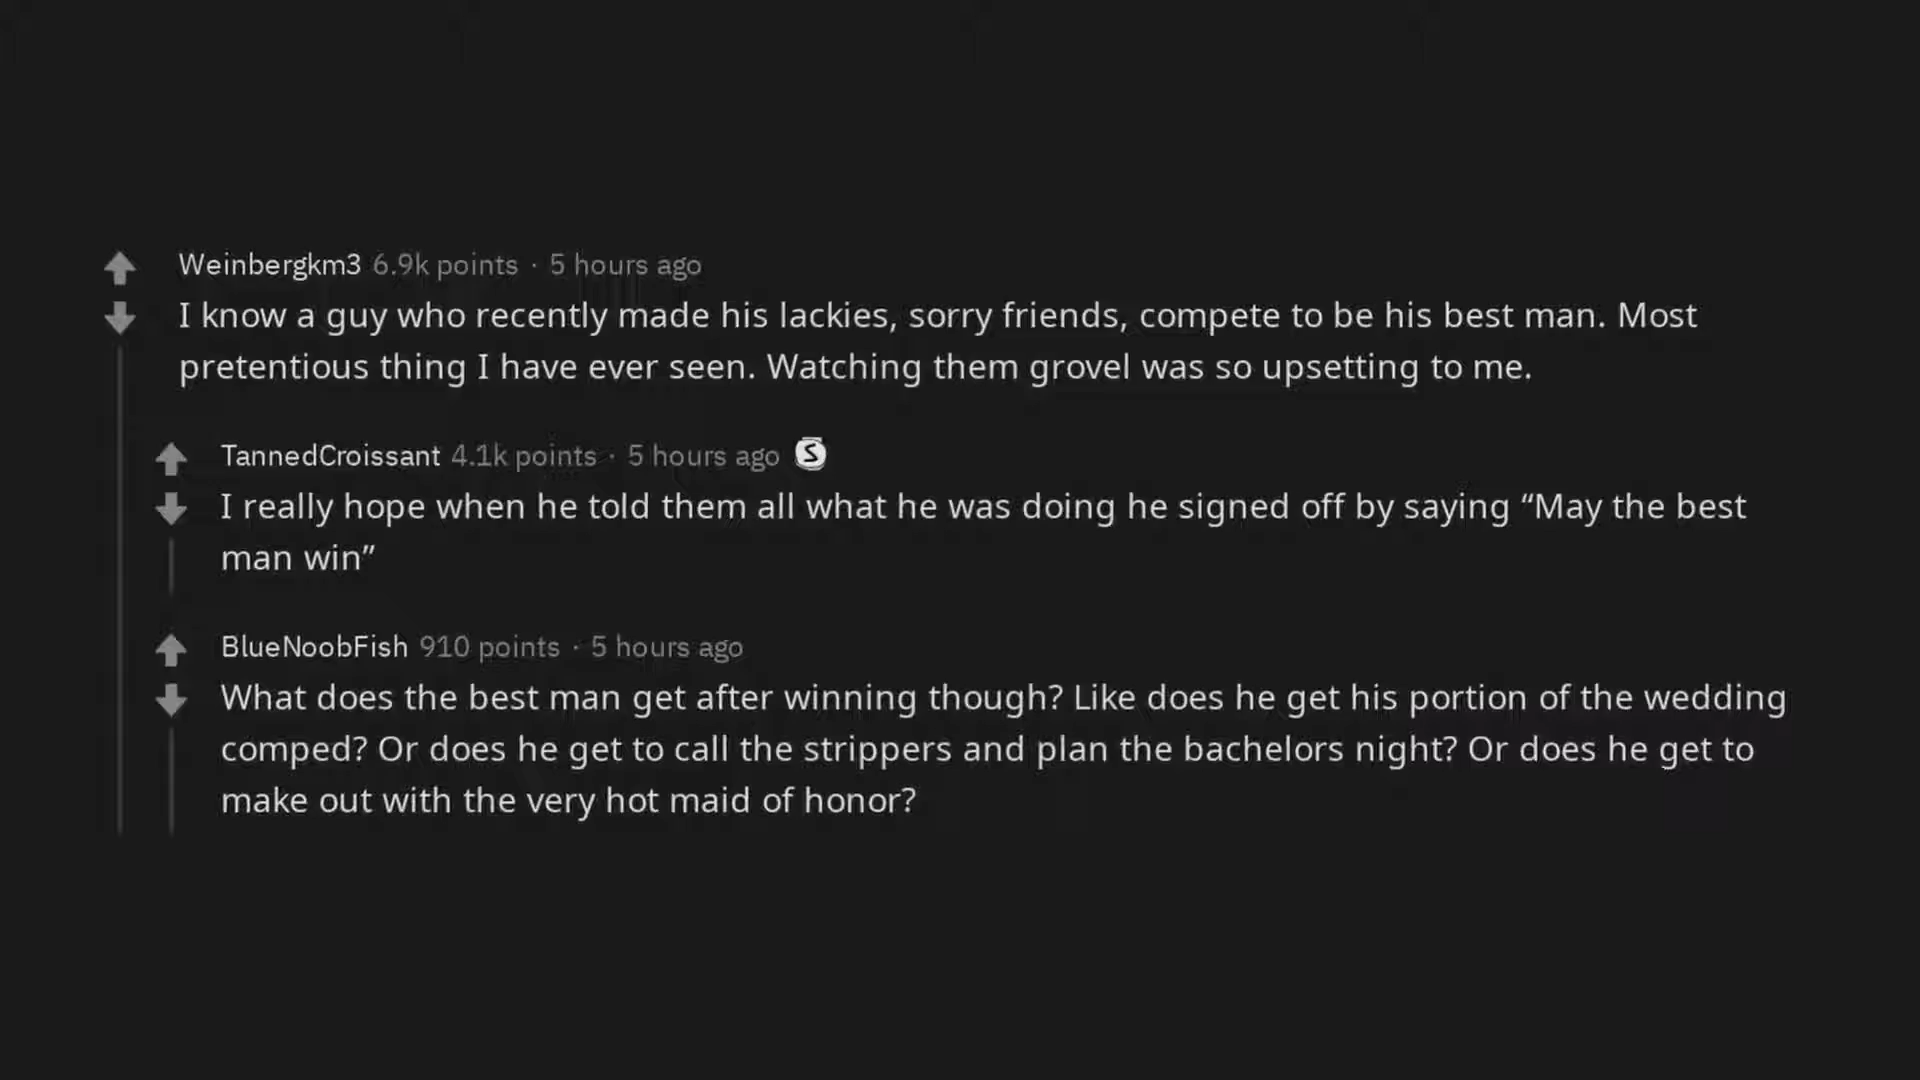 Weinbergkm3 6.9k points · 5 hours ago
I know a guy who recently made his lackies, sorry friends, compete to be his best man. Most
pretentious thing I have ever seen. Watching them grovel was so upsetting to me.
TannedCroissant 4.1k points · 5 hours ago S
I really hope when he told them all what he was doing he signed off by saying “May the best
man win”
BlueNoobFish 910 points · 5 hours ago
What does the best man get after winning though? Like does he get his portion of the wedding
comped? Or does he get to call the strippers and plan the bachelors night? Or does he get to
make out with the very hot maid of honor?